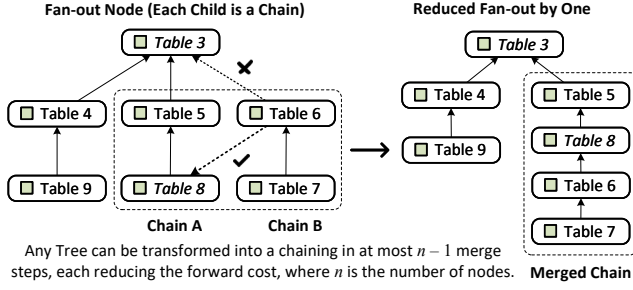 Fan-out Node (Each Child is a Chain)
Reduced Fan-out by One
Table 3
Table 4
Table 5
Table 6
Table 9
Table 8
Table 7
Chain A
Chain B
Table 3
Table 4
Table 5
Table 9
Table 8
Table 6
Table 7
Merged Chain
Any Tree can be transformed into a chaining in at most n – 1 merge
steps, each reducing the forward cost, where n is the number of nodes.